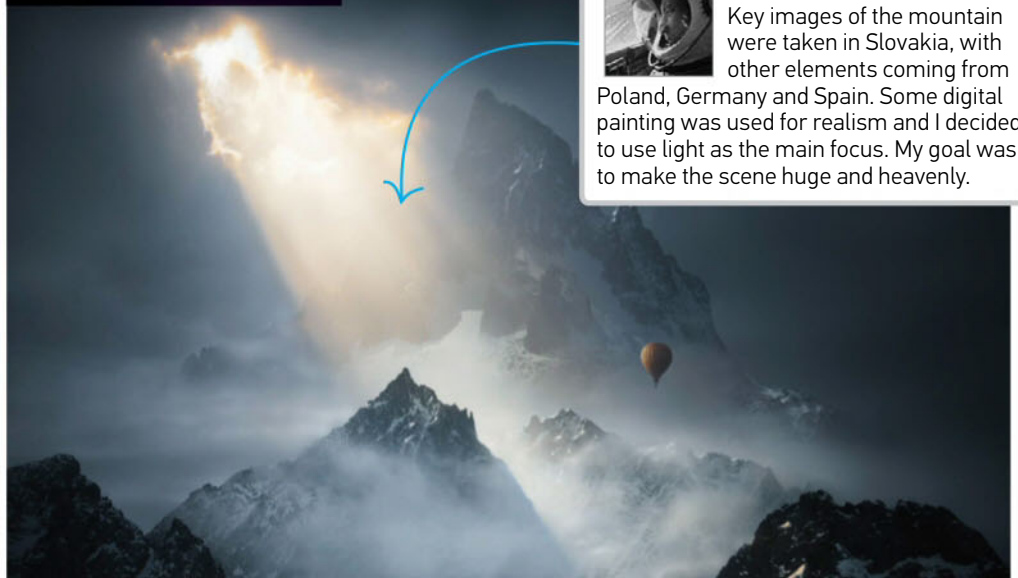 Key images of the mountain
were taken in Slovakia, with
other elements coming from
Poland, Germany and Spain. Some digital
painting was used for realism and I decided
to use light as the main focus. My goal was
to make the scene huge and heavenly.